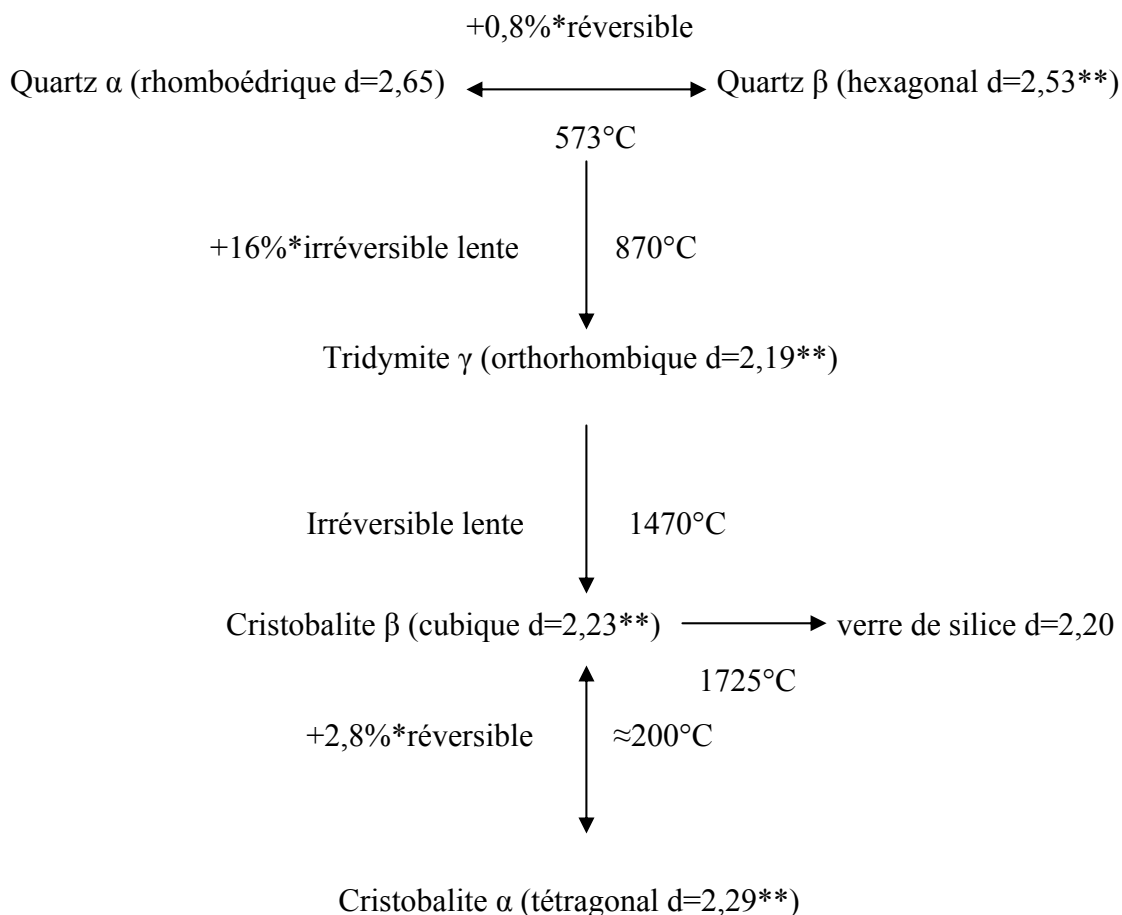 +0,8%*réversible
Quartz α (rhomboédrique d=2,65) Quartz β (hexagonal d=2,53**)
573°C
+16%*irréversible lente 870°C
Tridymite γ (orthorhombique d=2,19**)
Irréversible lente 1470°C
Cristobalite β (cubique d=2,23**) verre de silice d=2,20
1725°C
+2,8%*réversible ≈200°C
Cristobalite α (tétragonal d=2,29**)